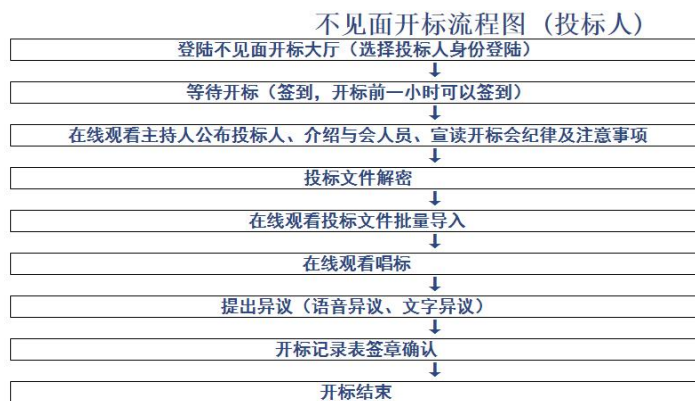 不见面开标流程图（投标人）
登陆不见面开标大厅（选择投标人身份登陆）
等待开标（签到，开标前一小时可以签到）
在线观看主持人公布投标人、介绍与会人员、宣读开标会纪律及注意事项
投标文件解密
在线观看投标文件批量导入
在线观看唱标
提出异议（语音异议、文字异议）
开标记录表签章确认
开标结束